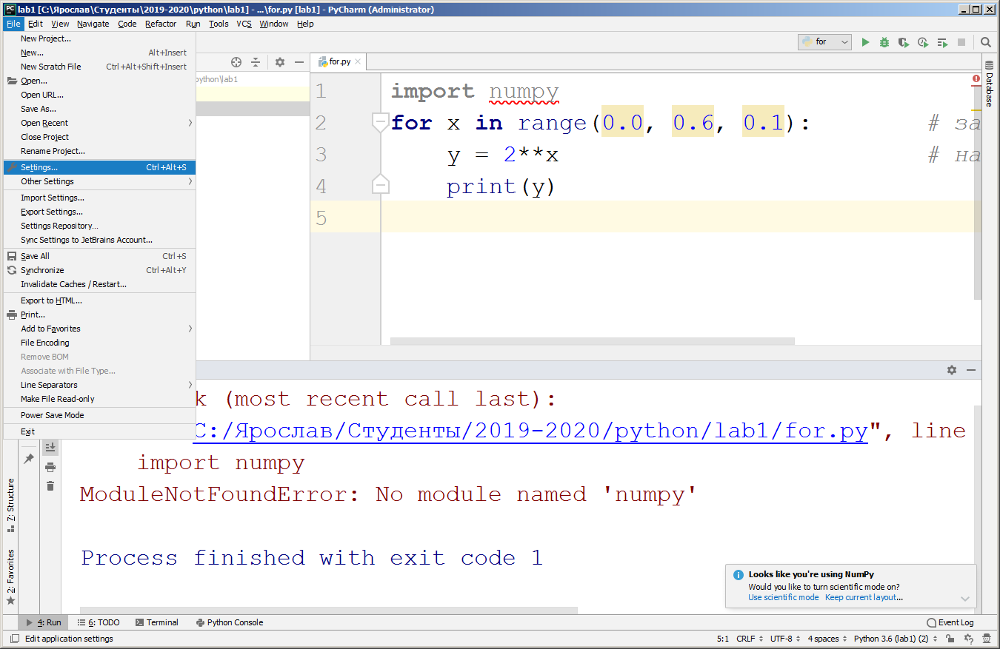 lab1 [C:\Ярослав\Студенты\2019-2020\python\lab1] - ...\for.py [lab1] - PyCharm (Administrator)
File Edit View Navigate Code Refactor Run Tools VCS Window Help
New Project...
New... Alt+Insert
New Scratch File Ctrl+Alt+Shift+Insert
Open...
Open URL...
Save As...
Open Recent
Close Project
Rename Project...
Settings... Ctrl+Alt+S
Other Settings
Import Settings...
Export Settings...
Settings Repository...
Sync Settings to JetBrains Account...
Save All Ctrl+S
Synchronize Ctrl+Alt+Y
Invalidate Caches / Restart...
Export to HTML...
Print...
Add to Favorites
File Encoding
Remove BOM
Associate with File Type...
Line Separators
Make File Read-only
Power Save Mode
Exit
for
python\lab1
for.py
1 import numpy
2 for x in range(0.0, 0.6, 0.1): # за
3 y = 2**x # на
4 print(y)
5
Database
k (most recent call last):
C:/Ярослав/Студенты/2019-2020/python/lab1/for.py", line
import numpy
ModuleNotFoundError: No module named 'numpy'
Process finished with exit code 1
7: Structure
2: Favorites
Looks like you're using NumPy
Would you like to turn scientific mode on?
Use scientific mode Keep current layout...
4: Run 6: TODO Terminal Python Console Event Log
Edit application settings 5:1 CRLF UTF-8 4 spaces Python 3.6 (lab1) (2)